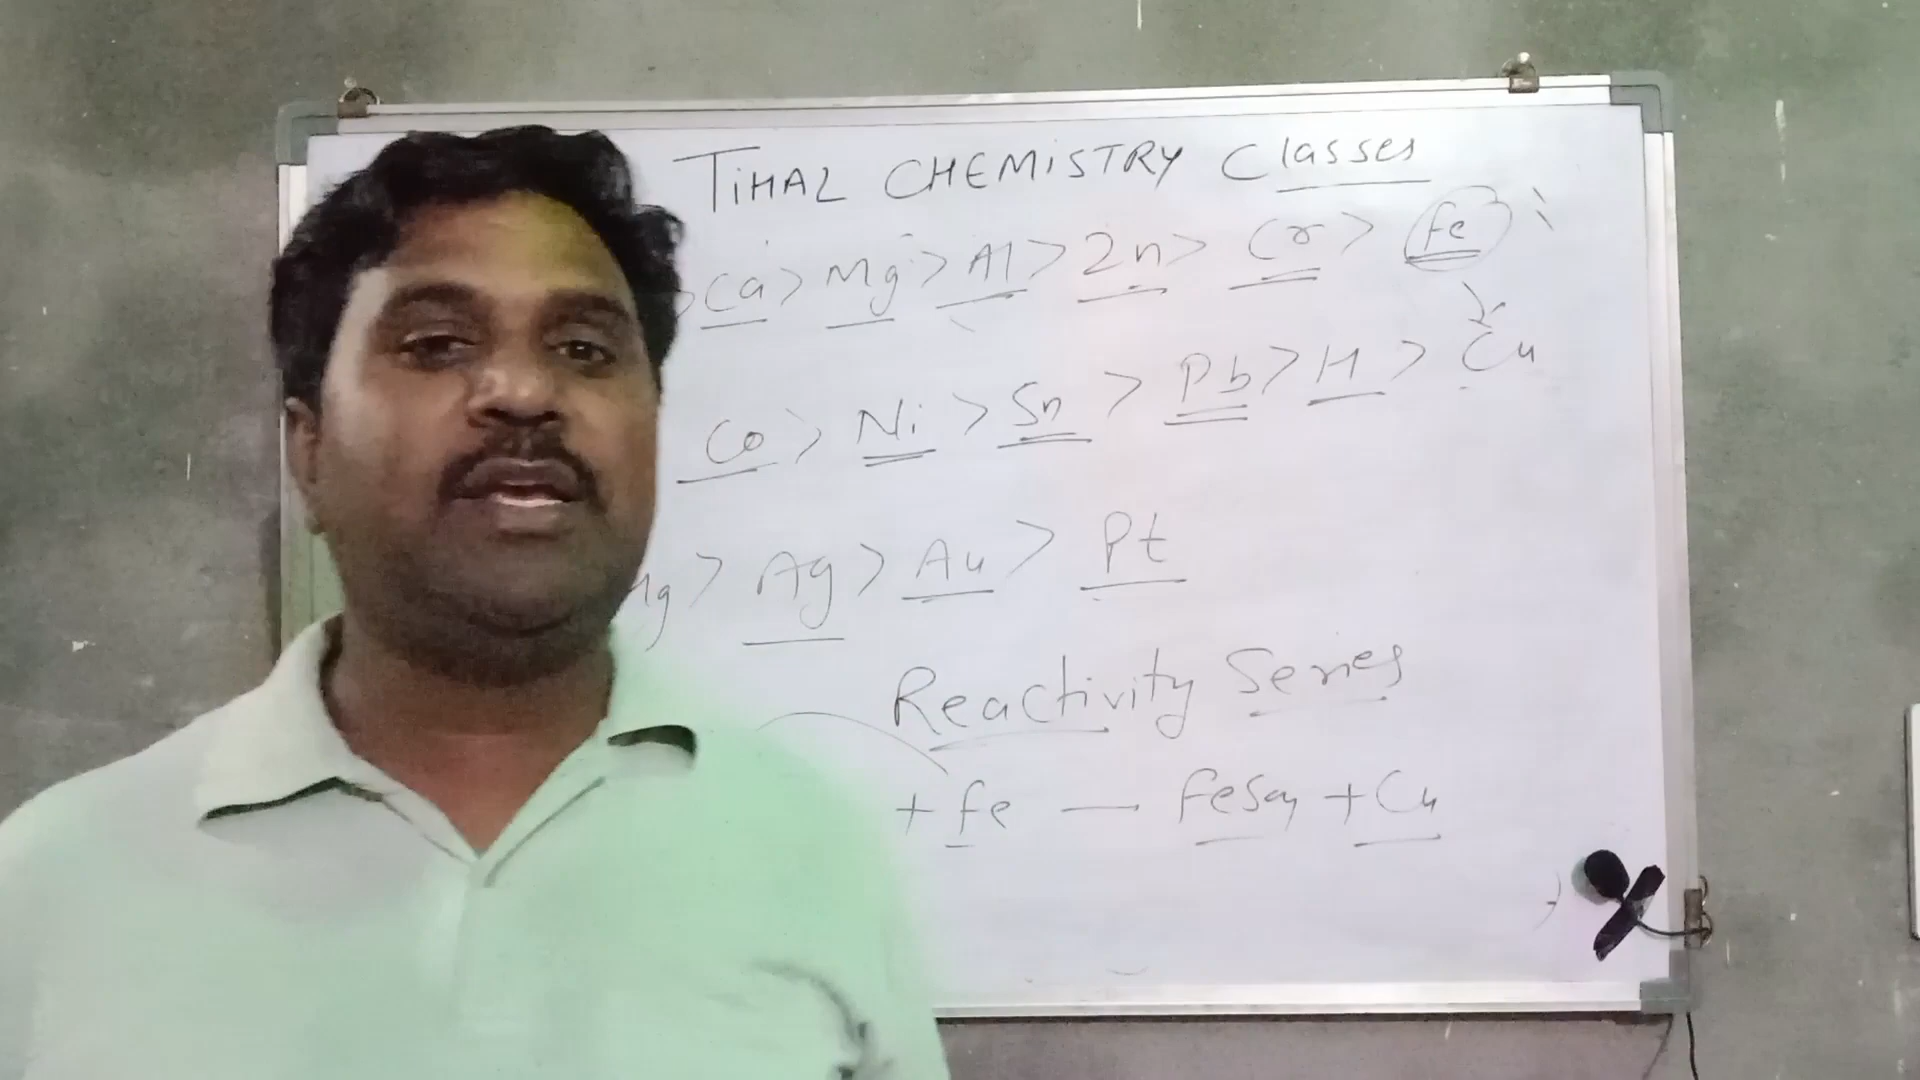 TiHAL CHEMISTRY Classes
Ca > Mg > Al > Zn > Cr > Fe
Co > Ni > Sn > Pb > H > Cu
Hg > Ag > Au > Pt
Reactivity Series
+ Fe — FeSO4 + Cu